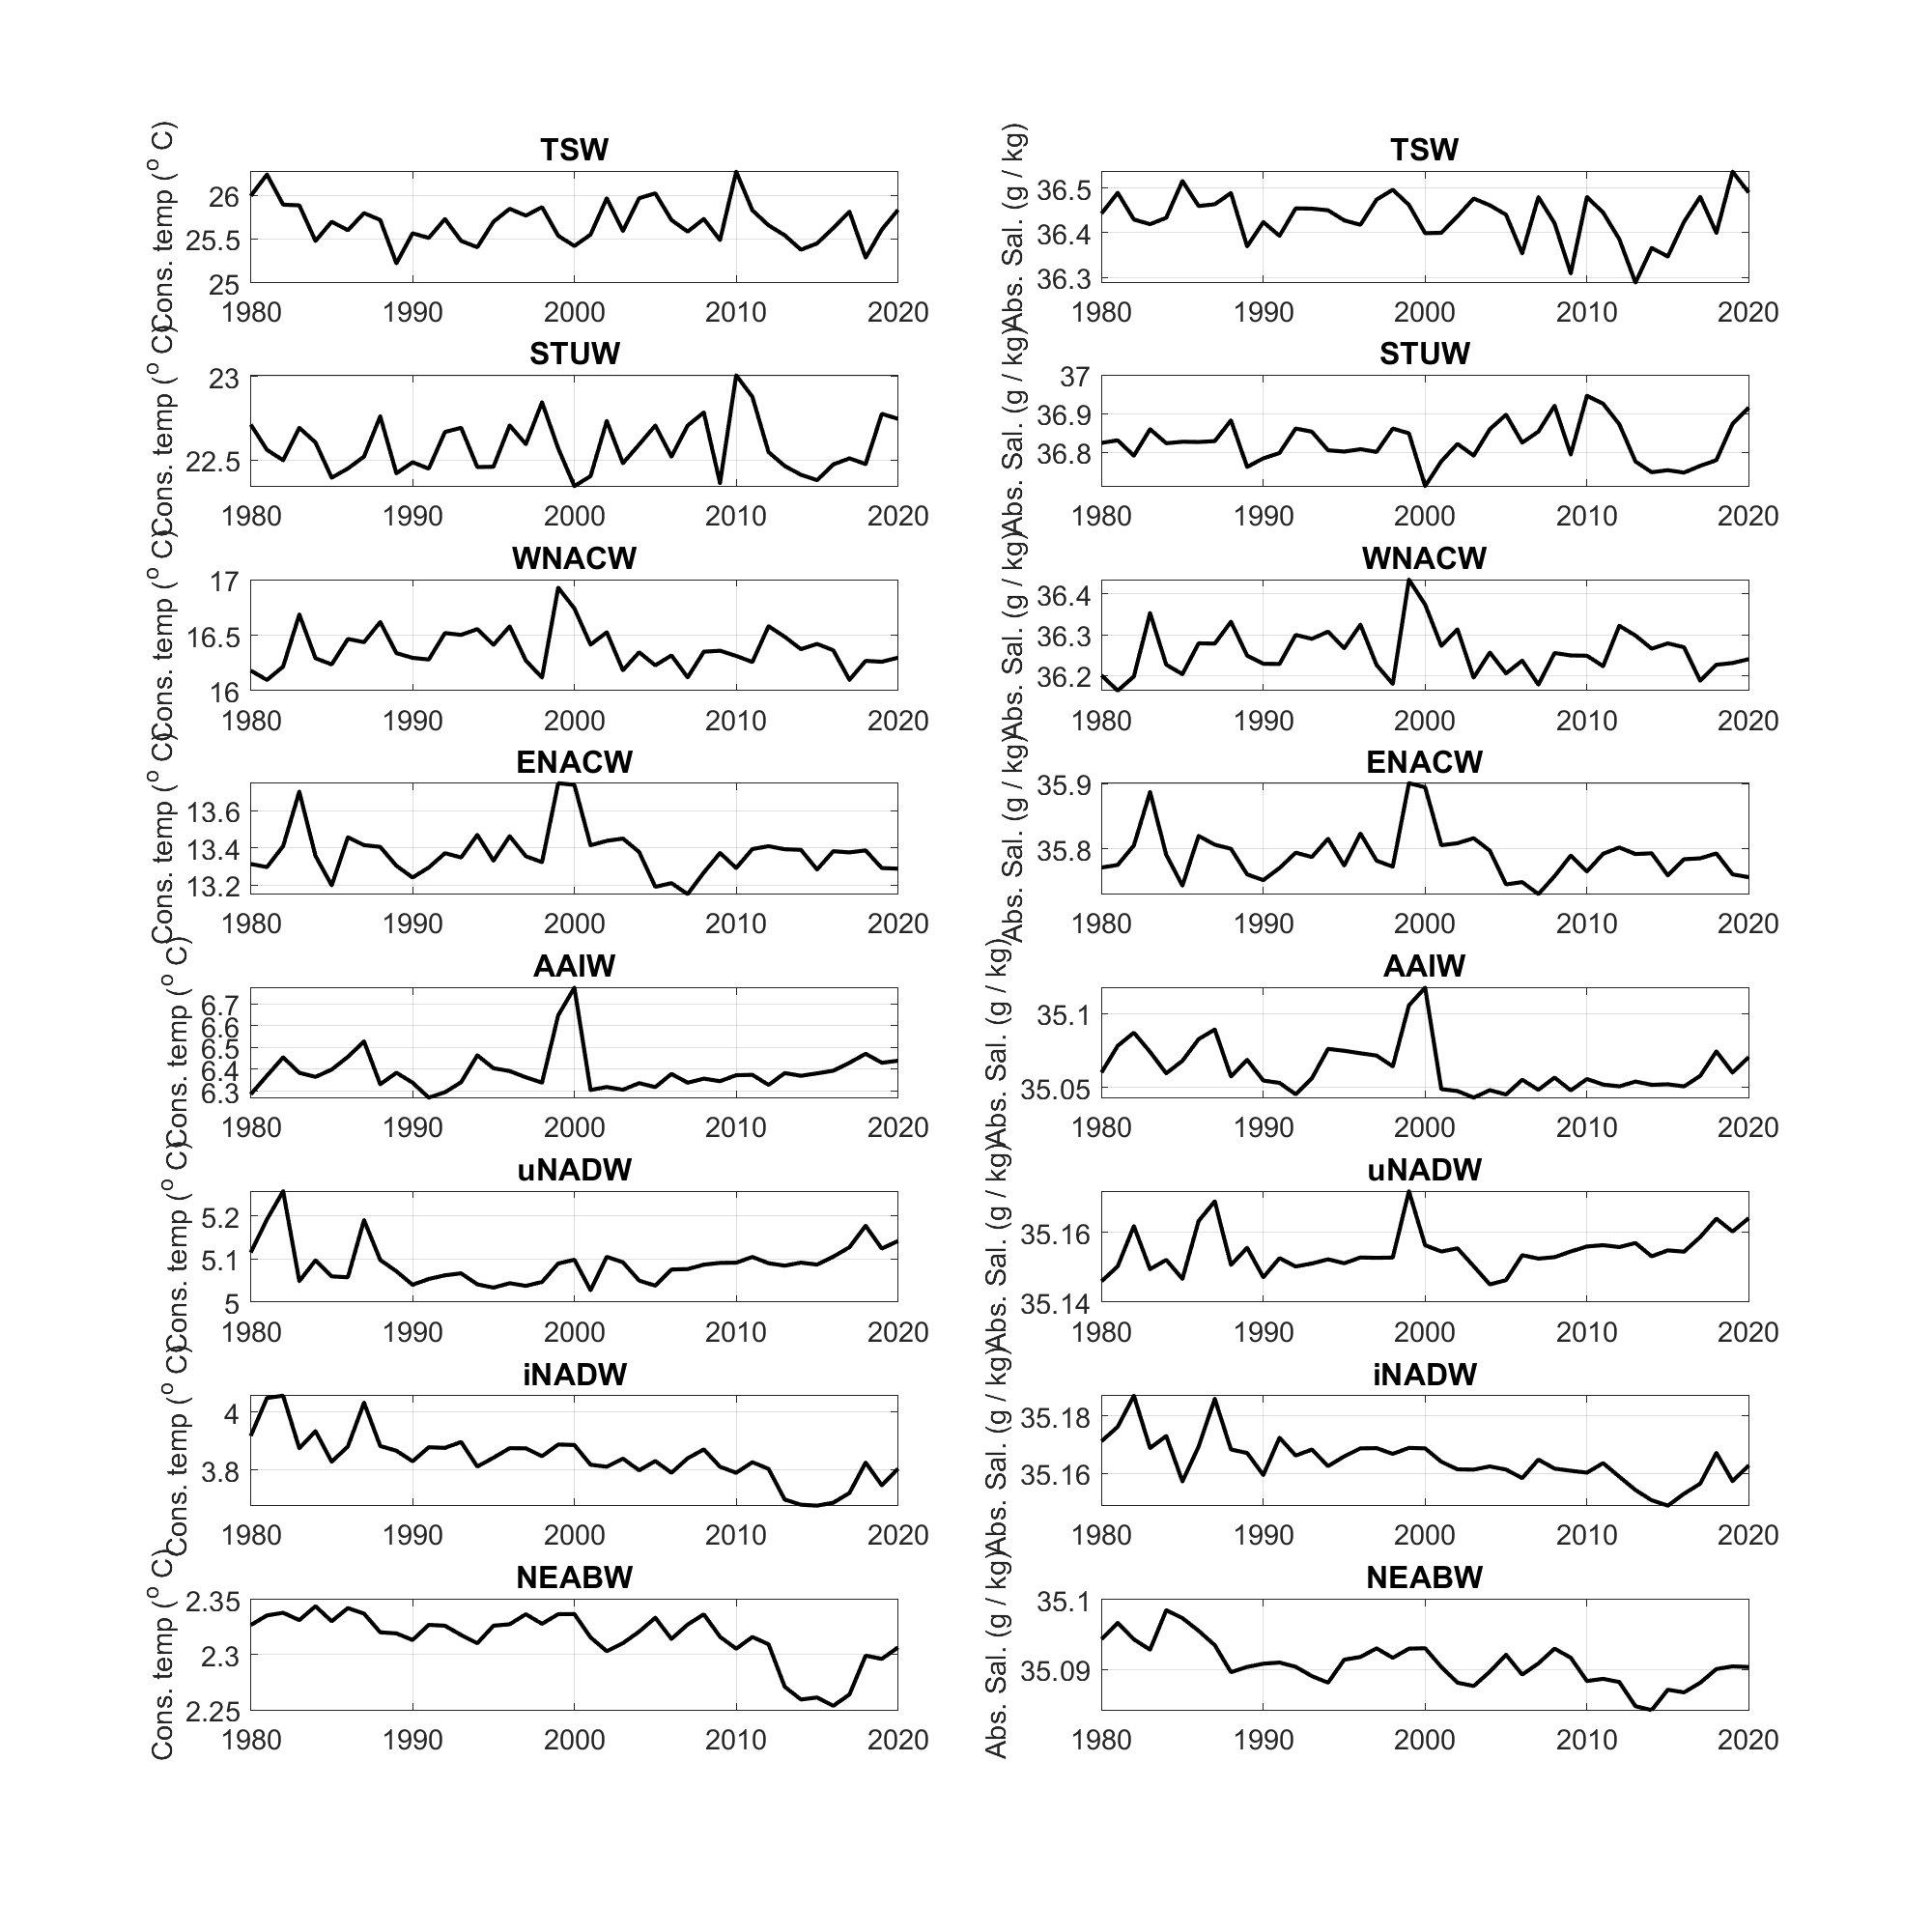 TSW
Cons. temp (° C)
26
25.5
25
1980 1990 2000 2010 2020
TSW
Abs. Sal. (g / kg)
36.5
36.4
36.3
1980 1990 2000 2010 2020
STUW
Cons. temp (° C)
23
22.5
1980 1990 2000 2010 2020
STUW
Abs. Sal. (g / kg)
37
36.9
36.8
1980 1990 2000 2010 2020
WNACW
Cons. temp (° C)
17
16.5
16
1980 1990 2000 2010 2020
WNACW
Abs. Sal. (g / kg)
36.4
36.3
36.2
1980 1990 2000 2010 2020
ENACW
Cons. temp (° C)
13.6
13.4
13.2
1980 1990 2000 2010 2020
ENACW
Abs. Sal. (g / kg)
35.9
35.8
1980 1990 2000 2010 2020
AAIW
Cons. temp (° C)
6.7
6.6
6.5
6.4
6.3
1980 1990 2000 2010 2020
AAIW
Abs. Sal. (g / kg)
35.1
35.05
1980 1990 2000 2010 2020
uNADW
Cons. temp (° C)
5.2
5.1
5
1980 1990 2000 2010 2020
uNADW
Abs. Sal. (g / kg)
35.16
35.14
1980 1990 2000 2010 2020
iNADW
Cons. temp (° C)
4
3.8
1980 1990 2000 2010 2020
iNADW
Abs. Sal. (g / kg)
35.18
35.16
1980 1990 2000 2010 2020
NEABW
Cons. temp (° C)
2.35
2.3
2.25
1980 1990 2000 2010 2020
NEABW
Abs. Sal. (g / kg)
35.1
35.09
1980 1990 2000 2010 2020